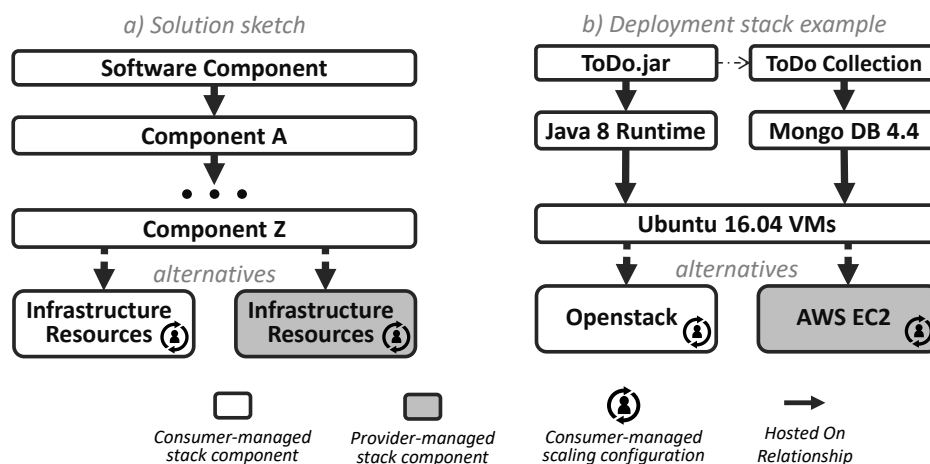 a) Solution sketch
Software Component
Component A
• • •
Component Z
alternatives
Infrastructure
Resources
Infrastructure
Resources
b) Deployment stack example
ToDo.jar
ToDo Collection
Java 8 Runtime
Mongo DB 4.4
Ubuntu 16.04 VMs
alternatives
Openstack
AWS EC2
Consumer-managed
stack component
Provider-managed
stack component
Consumer-managed
scaling configuration
Hosted On
Relationship